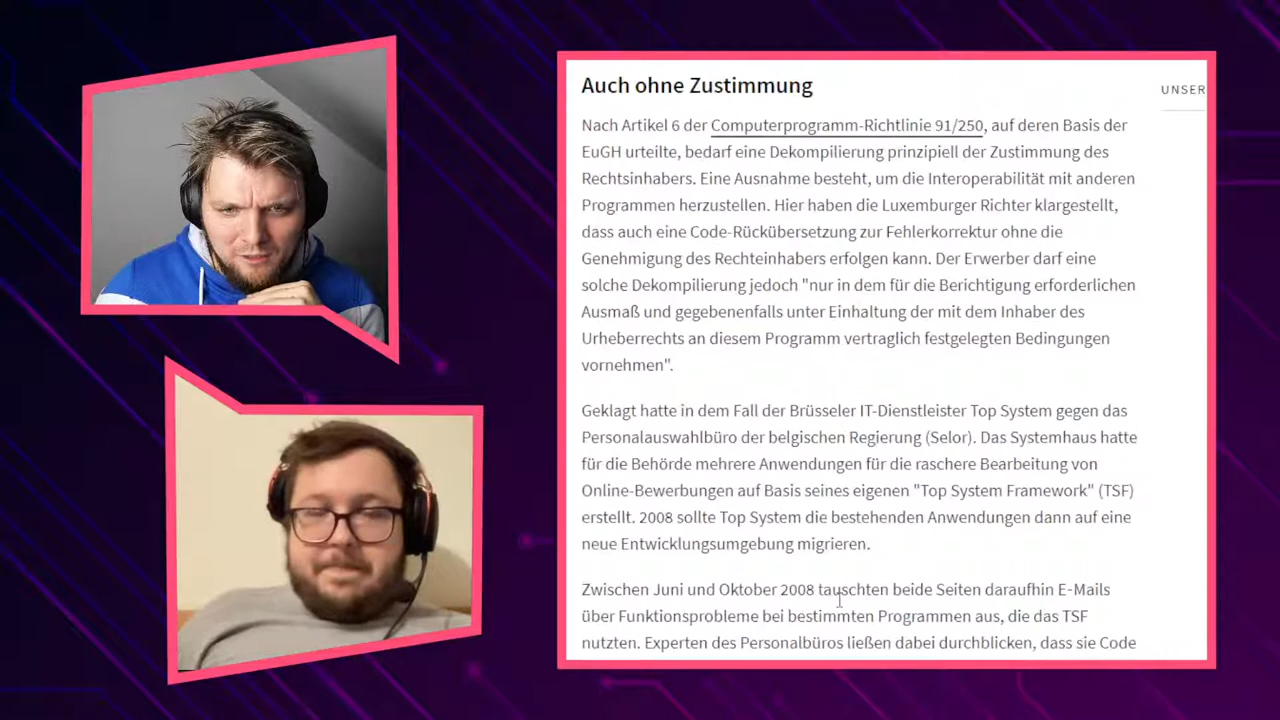 Auch ohne Zustimmung
UNSER
Nach Artikel 6 der Computerprogramm-Richtlinie 91/250, auf deren Basis der
EuGH urteilte, bedarf eine Dekompilierung prinzipiell der Zustimmung des
Rechtsinhabers. Eine Ausnahme besteht, um die Interoperabilität mit anderen
Programmen herzustellen. Hier haben die Luxemburger Richter klargestellt,
dass auch eine Code-Rückübersetzung zur Fehlerkorrektur ohne die
Genehmigung des Rechteinhabers erfolgen kann. Der Erwerber darf eine
solche Dekompilierung jedoch "nur in dem für die Berichtigung erforderlichen
Ausmaß und gegebenenfalls unter Einhaltung der mit dem Inhaber des
Urheberrechts an diesem Programm vertraglich festgelegten Bedingungen
vornehmen".
Geklagt hatte in dem Fall der Brüsseler IT-Dienstleister Top System gegen das
Personalauswahlbüro der belgischen Regierung (Selor). Das Systemhaus hatte
für die Behörde mehrere Anwendungen für die raschere Bearbeitung von
Online-Bewerbungen auf Basis seines eigenen "Top System Framework" (TSF)
erstellt. 2008 sollte Top System die bestehenden Anwendungen dann auf eine
neue Entwicklungsumgebung migrieren.
Zwischen Juni und Oktober 2008 tauschten beide Seiten daraufhin E-Mails
über Funktionsprobleme bei bestimmten Programmen aus, die das TSF
nutzten. Experten des Personalbüros ließen dabei durchblicken, dass sie Code